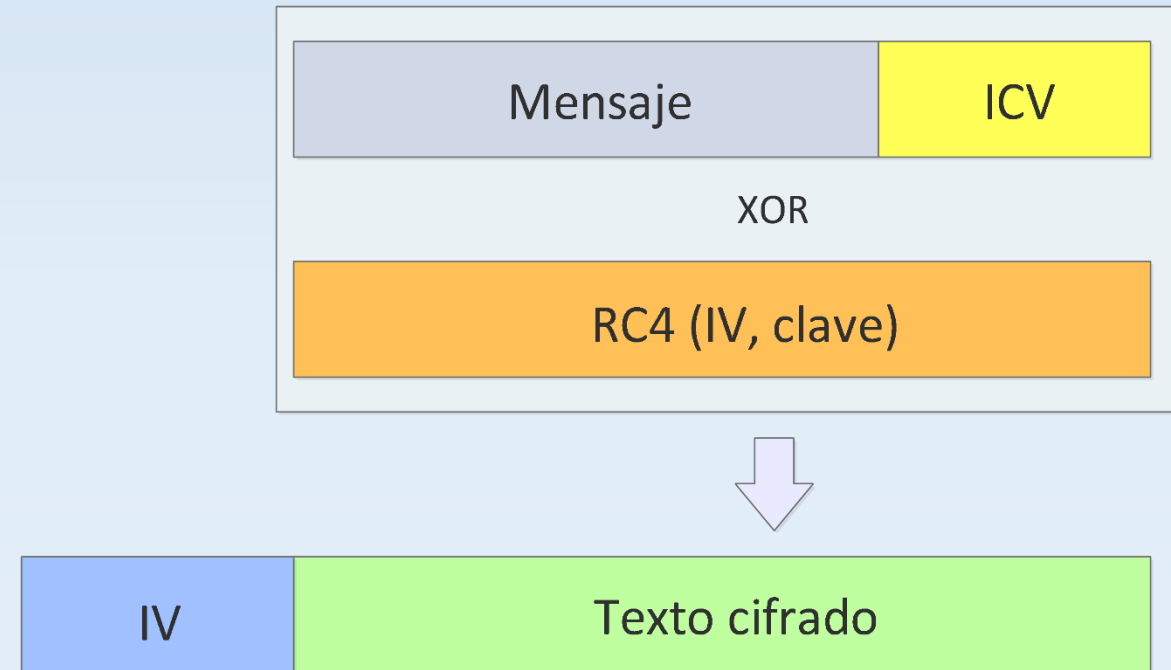 Mensaje ICV
XOR
RC4 (IV, clave)
IV Texto cifrado